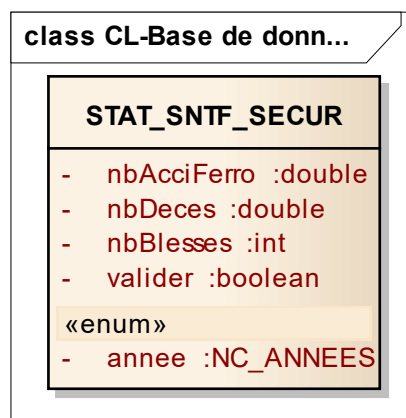 class CL-Base de donn...
STAT_SNTF_SECUR
- nbAcciFerro :double
- nbDeces :double
- nbBlesses :int
- valider :boolean
«enum»
- annee :NC_ANNEES